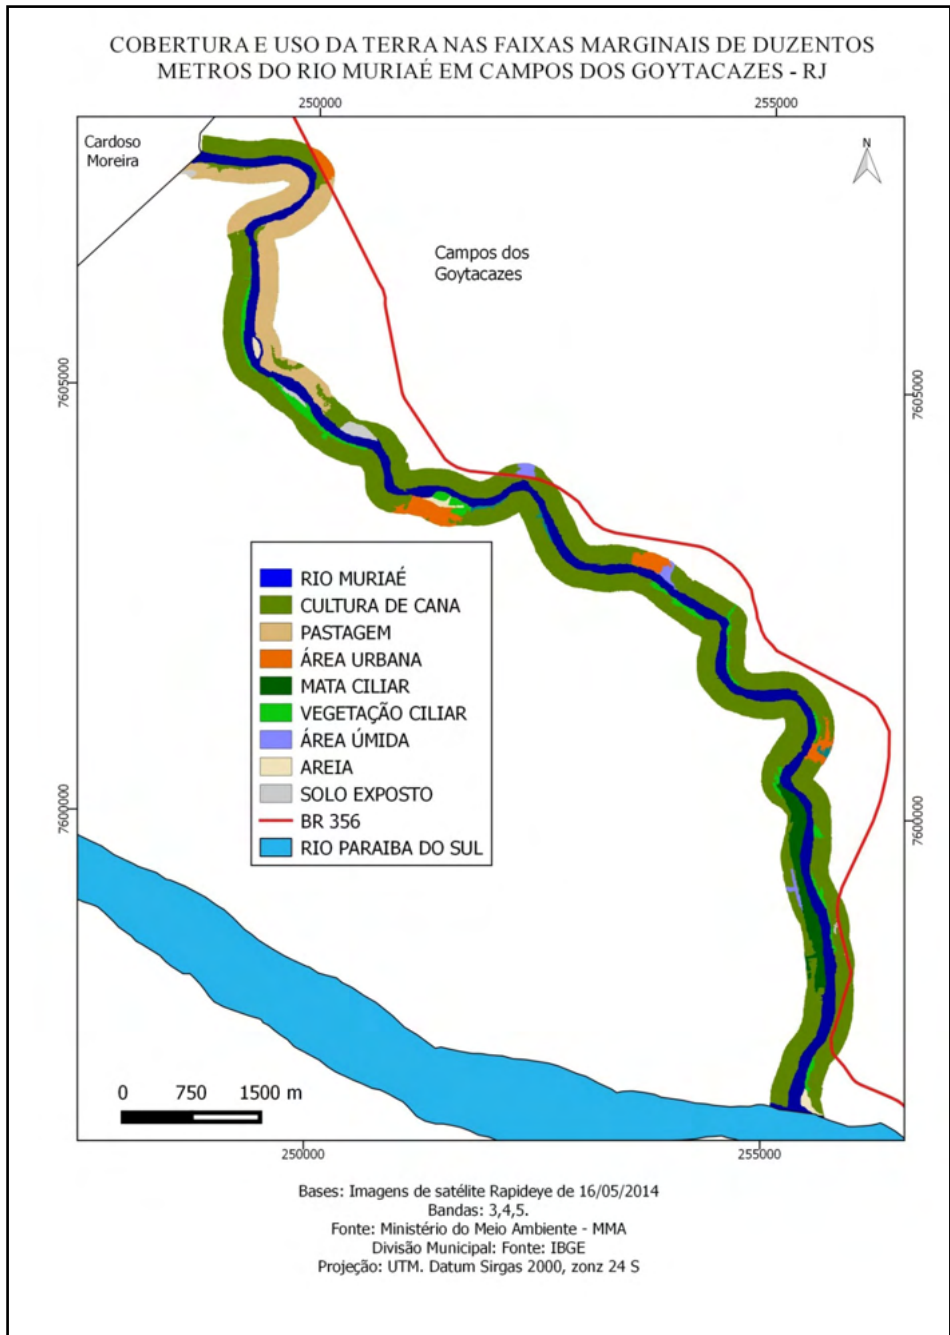 COBERTURA E USO DA TERRA NAS FAIXAS MARGINAIS DE DUZENTOS
METROS DO RIO MURIAÉ EM CAMPOS DOS GOYTACAZES - RJ
250000
255000
Cardoso
Moreira
N
Campos dos
Goytacazes
7605000
7605000
RIO MURIAÉ
CULTURA DE CANA
PASTAGEM
ÁREA URBANA
MATA CILIAR
VEGETAÇÃO CILIAR
ÁREA ÚMIDA
AREIA
SOLO EXPOSTO
BR 356
RIO PARAIBA DO SUL
7600000
7600000
0 750 1500 m
250000
255000
Bases: Imagens de satélite Rapideye de 16/05/2014
Bandas: 3,4,5.
Fonte: Ministério do Meio Ambiente - MMA
Divisão Municipal: Fonte: IBGE
Projeção: UTM. Datum Sirgas 2000, zonz 24 S